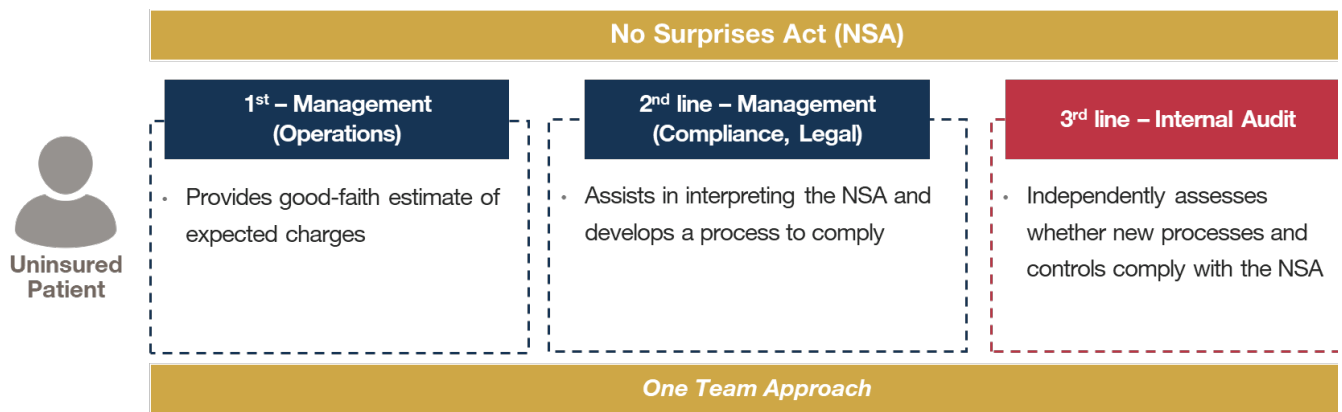 No Surprises Act (NSA)
1st – Management
(Operations)
2nd line – Management
(Compliance, Legal)
3rd line – Internal Audit
Uninsured
Patient
• Provides good-faith estimate of
expected charges
• Assists in interpreting the NSA and
develops a process to comply
• Independently assesses
whether new processes and
controls comply with the NSA
One Team Approach